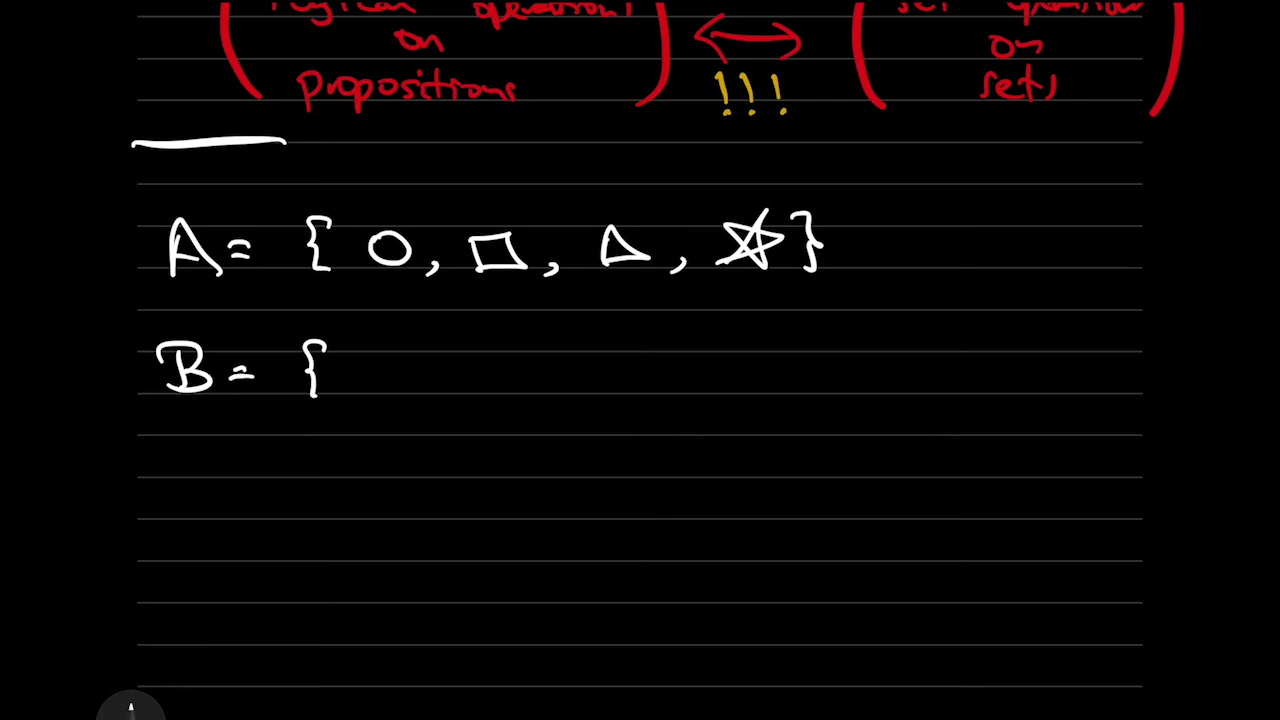 logical operations set operations
on on
propositions !!! sets
A = { ○, □, △, ☆ }
B = {